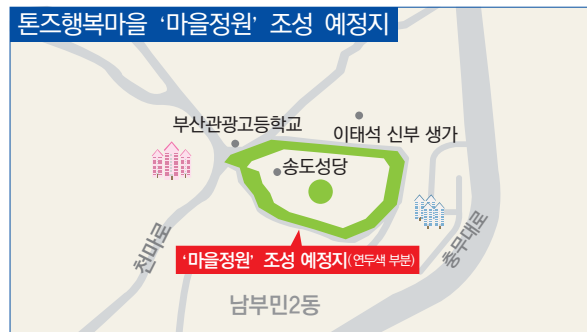 톤즈행복마을 ‘마을정원’ 조성 예정지
부산관광고등학교
이태석 신부 생가
송도성당
천마로
충무대로
‘마을정원’ 조성 예정지(연두색 부분)
남부민2동